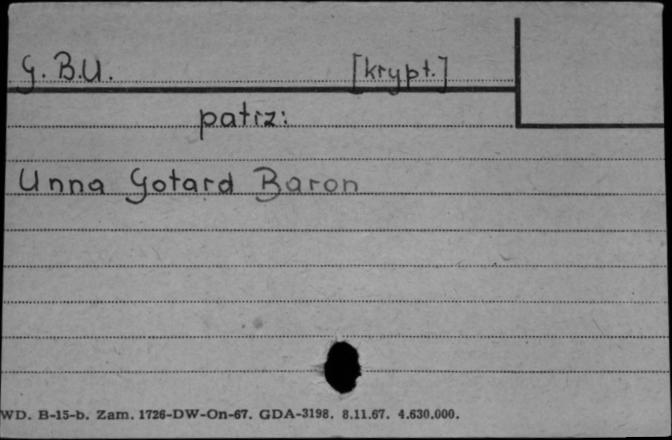 G. B.U. [krypt.]
patrz:
Unna Gotard Baron
WD. B-15-b. Zam. 1726-DW-On-67. GDA-3198. 8.11.67. 4.630.000.